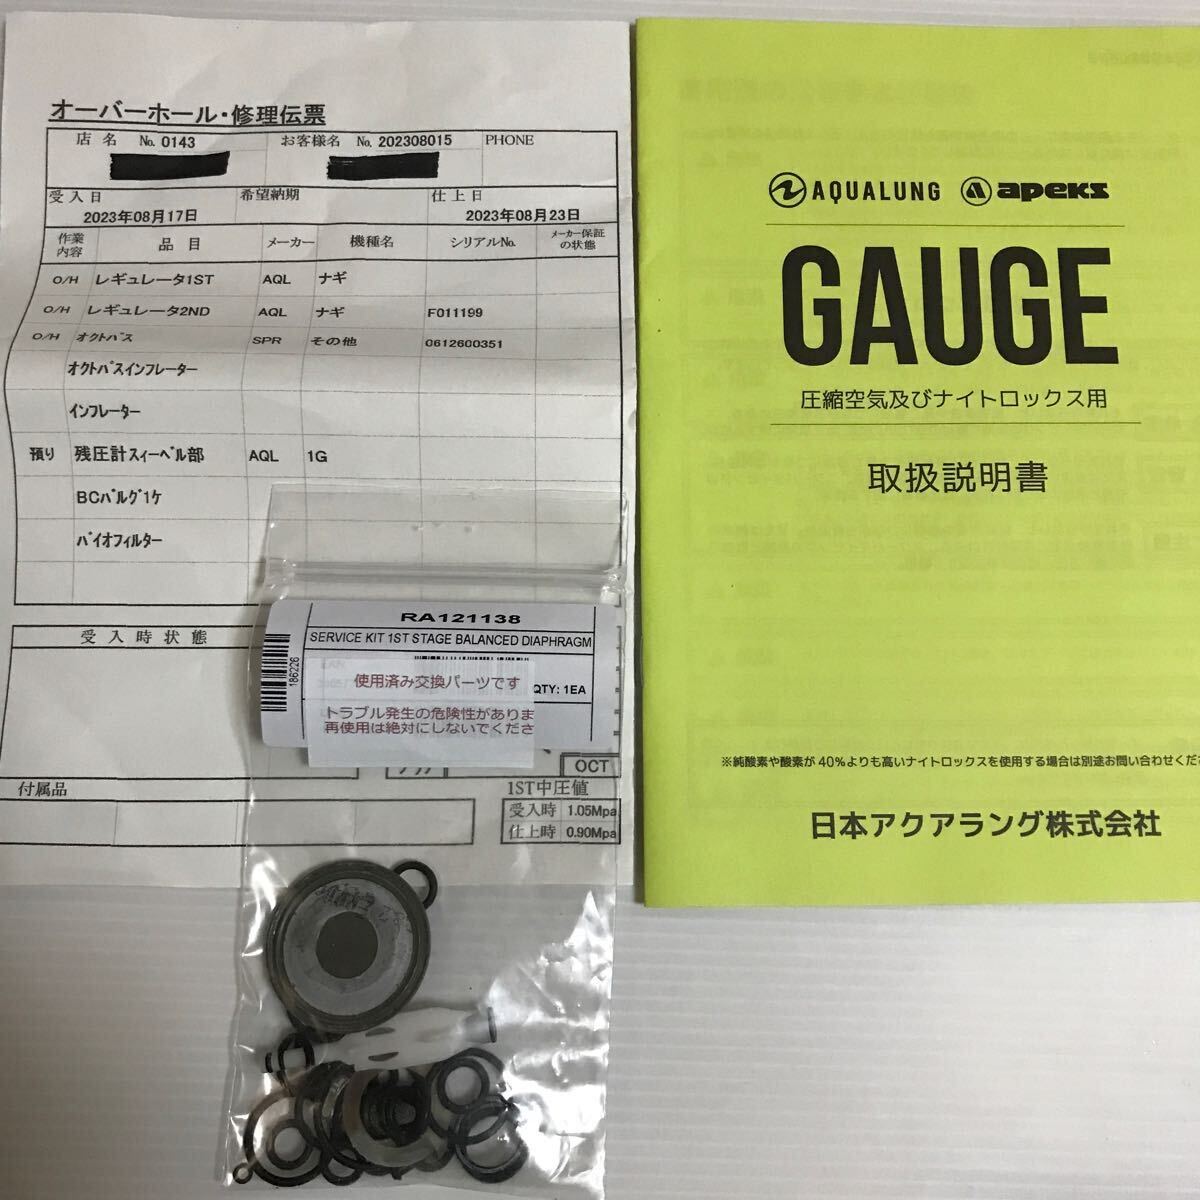 オーバーホール・修理伝票
店名 No. 0143 お客様名 No. 202308015 PHONE
受入日 希望納期 仕上日
2023年08月17日 2023年08月23日
作業内容 品目 メーカー 機種名 シリアルNo. メーカー保証の状態
O/H レギュレータ1ST AQL ナギ
O/H レギュレータ2ND AQL ナギ F011199
O/H オクトパス SPR その他 0612600351
オクトパスインフレーター
インフレーター
預り 残圧計スィーベル部 AQL 1G
BCパルグ1ケ
バイオフィルター
受入時状態
OCT
付属品
1ST中圧値
受入時 1.05Mpa
仕上時 0.90Mpa
RA121138
SERVICE KIT 1ST STAGE BALANCED DIAPHRAGM
186226
QTY: 1EA
使用済み交換パーツです
トラブル発生の危険性がありま
再使用は絶対にしないでくださ
AQUALUNG apeks
GAUGE
圧縮空気及びナイトロックス用
取扱説明書
※純酸素や酸素が40%よりも高いナイトロックスを使用する場合は別途お問い合わせくださ
日本アクアラング株式会社